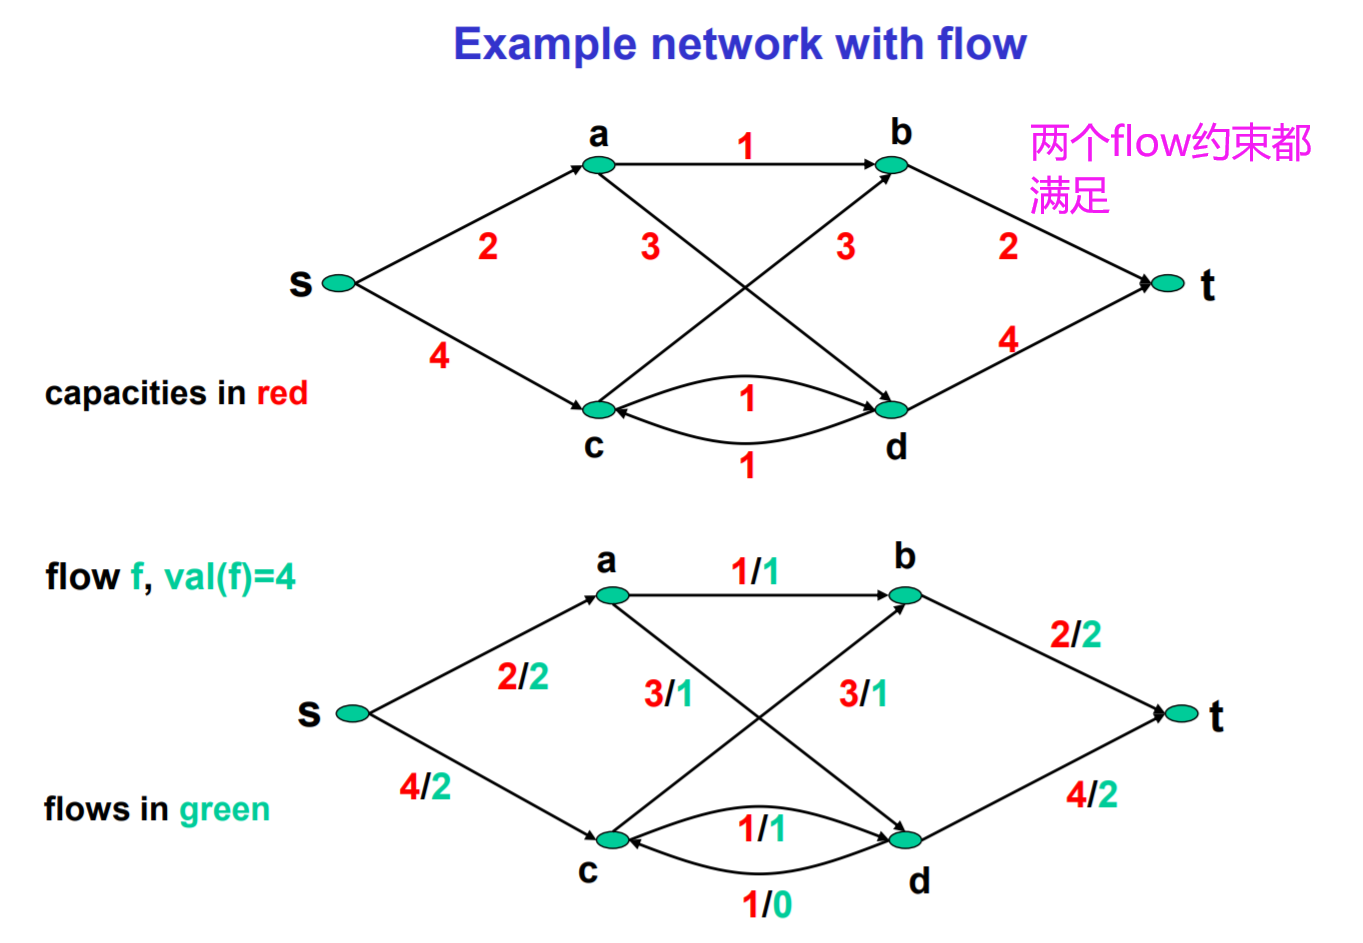 Example network with flow
a
b
两个flow约束都
满足
1
2
3
3
2
s
t
4
4
capacities in red
1
c
d
1
flow f, val(f)=4
a
b
1/1
2/2
2/2
3/1
3/1
s
t
4/2
4/2
flows in green
1/1
c
d
1/0